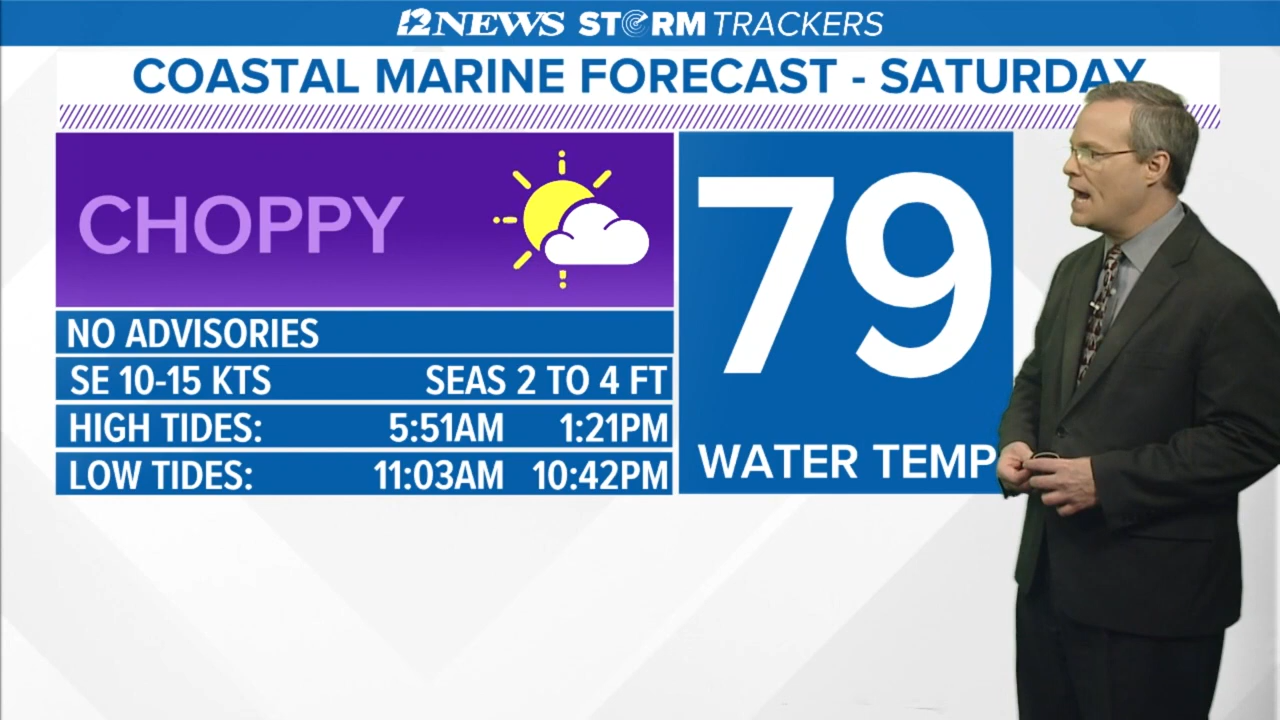 12NEWS STORM TRACKERS
COASTAL MARINE FORECAST - SATURDAY
CHOPPY
79
NO ADVISORIES
SE 10-15 KTS SEAS 2 TO 4 FT
HIGH TIDES: 5:51AM 1:21PM
WATER TEMP
LOW TIDES: 11:03AM 10:42PM